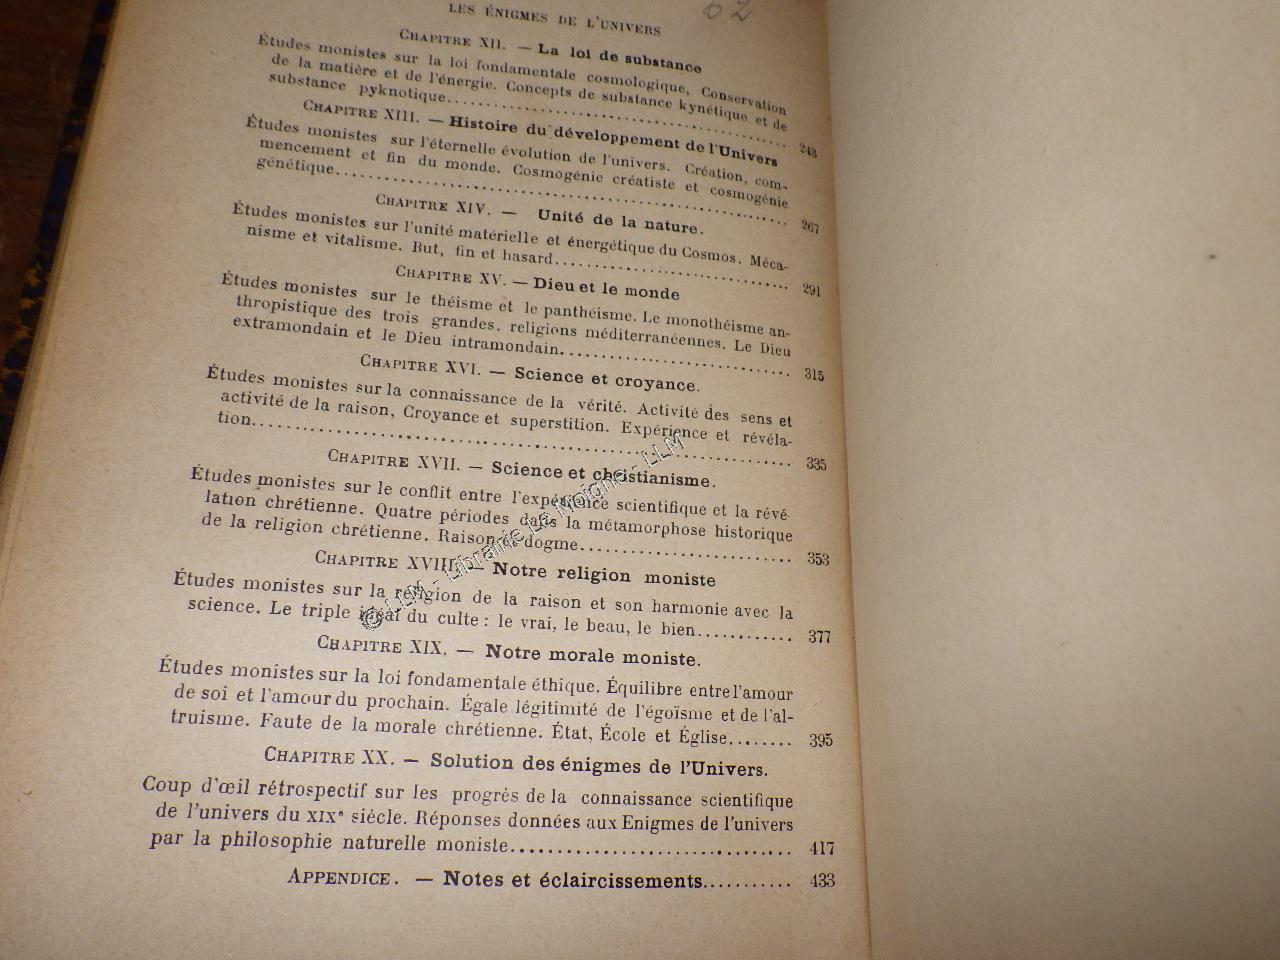 LES ÉNIGMES DE L'UNIVERS
62
CHAPITRE XII. — La loi de substance
Études monistes sur la loi fondamentale cosmologique, Conservation
de la matière et de l'énergie. Concepts de substance kynétique et de
substance pyknotique........ 243
CHAPITRE XIII. — Histoire du développement de l'Univers
Études monistes sur l'éternelle évolution de l'univers. Création, com-
mencement et fin du monde. Cosmogénie créatiste et cosmogénie
génétique........ 267
CHAPITRE XIV. — Unité de la nature.
Études monistes sur l'unité matérielle et énergétique du Cosmos. Méca-
nisme et vitalisme. But, fin et hasard........ 291
CHAPITRE XV. — Dieu et le monde
Études monistes sur le théisme et le panthéisme. Le monothéisme an-
thropistique des trois grandes. religions méditerranéennes. Le Dieu
extramondain et le Dieu intramondain........ 315
CHAPITRE XVI. — Science et croyance.
Études monistes sur la connaissance de la vérité. Activité des sens et
activité de la raison, Croyance et superstition. Expérience et révéla-
tion........ 335
CHAPITRE XVII. — Science et christianisme.
Études monistes sur le conflit entre l'expérience scientifique et la révé
lation chrétienne. Quatre périodes dans la métamorphose historique
de la religion chrétienne. Raison et dogme........ 353
CHAPITRE XVIII. — Notre religion moniste
Études monistes sur la religion de la raison et son harmonie avec la
science. Le triple idéal du culte : le vrai, le beau, le bien........ 377
CHAPITRE XIX. — Notre morale moniste.
Études monistes sur la loi fondamentale éthique. Équilibre entre l'amour
de soi et l'amour du prochain. Égale légitimité de l'égoïsme et de l'al-
truisme. Faute de la morale chrétienne. État, École et Église........ 395
CHAPITRE XX. — Solution des énigmes de l'Univers.
Coup d'œil rétrospectif sur les progrès de la connaissance scientifique
de l'univers du XIXe siècle. Réponses données aux Enigmes de l'univers
par la philosophie naturelle moniste........ 417
APPENDICE. — Notes et éclaircissements........ 433
© LLM - Librairie Le Moigne - LLM